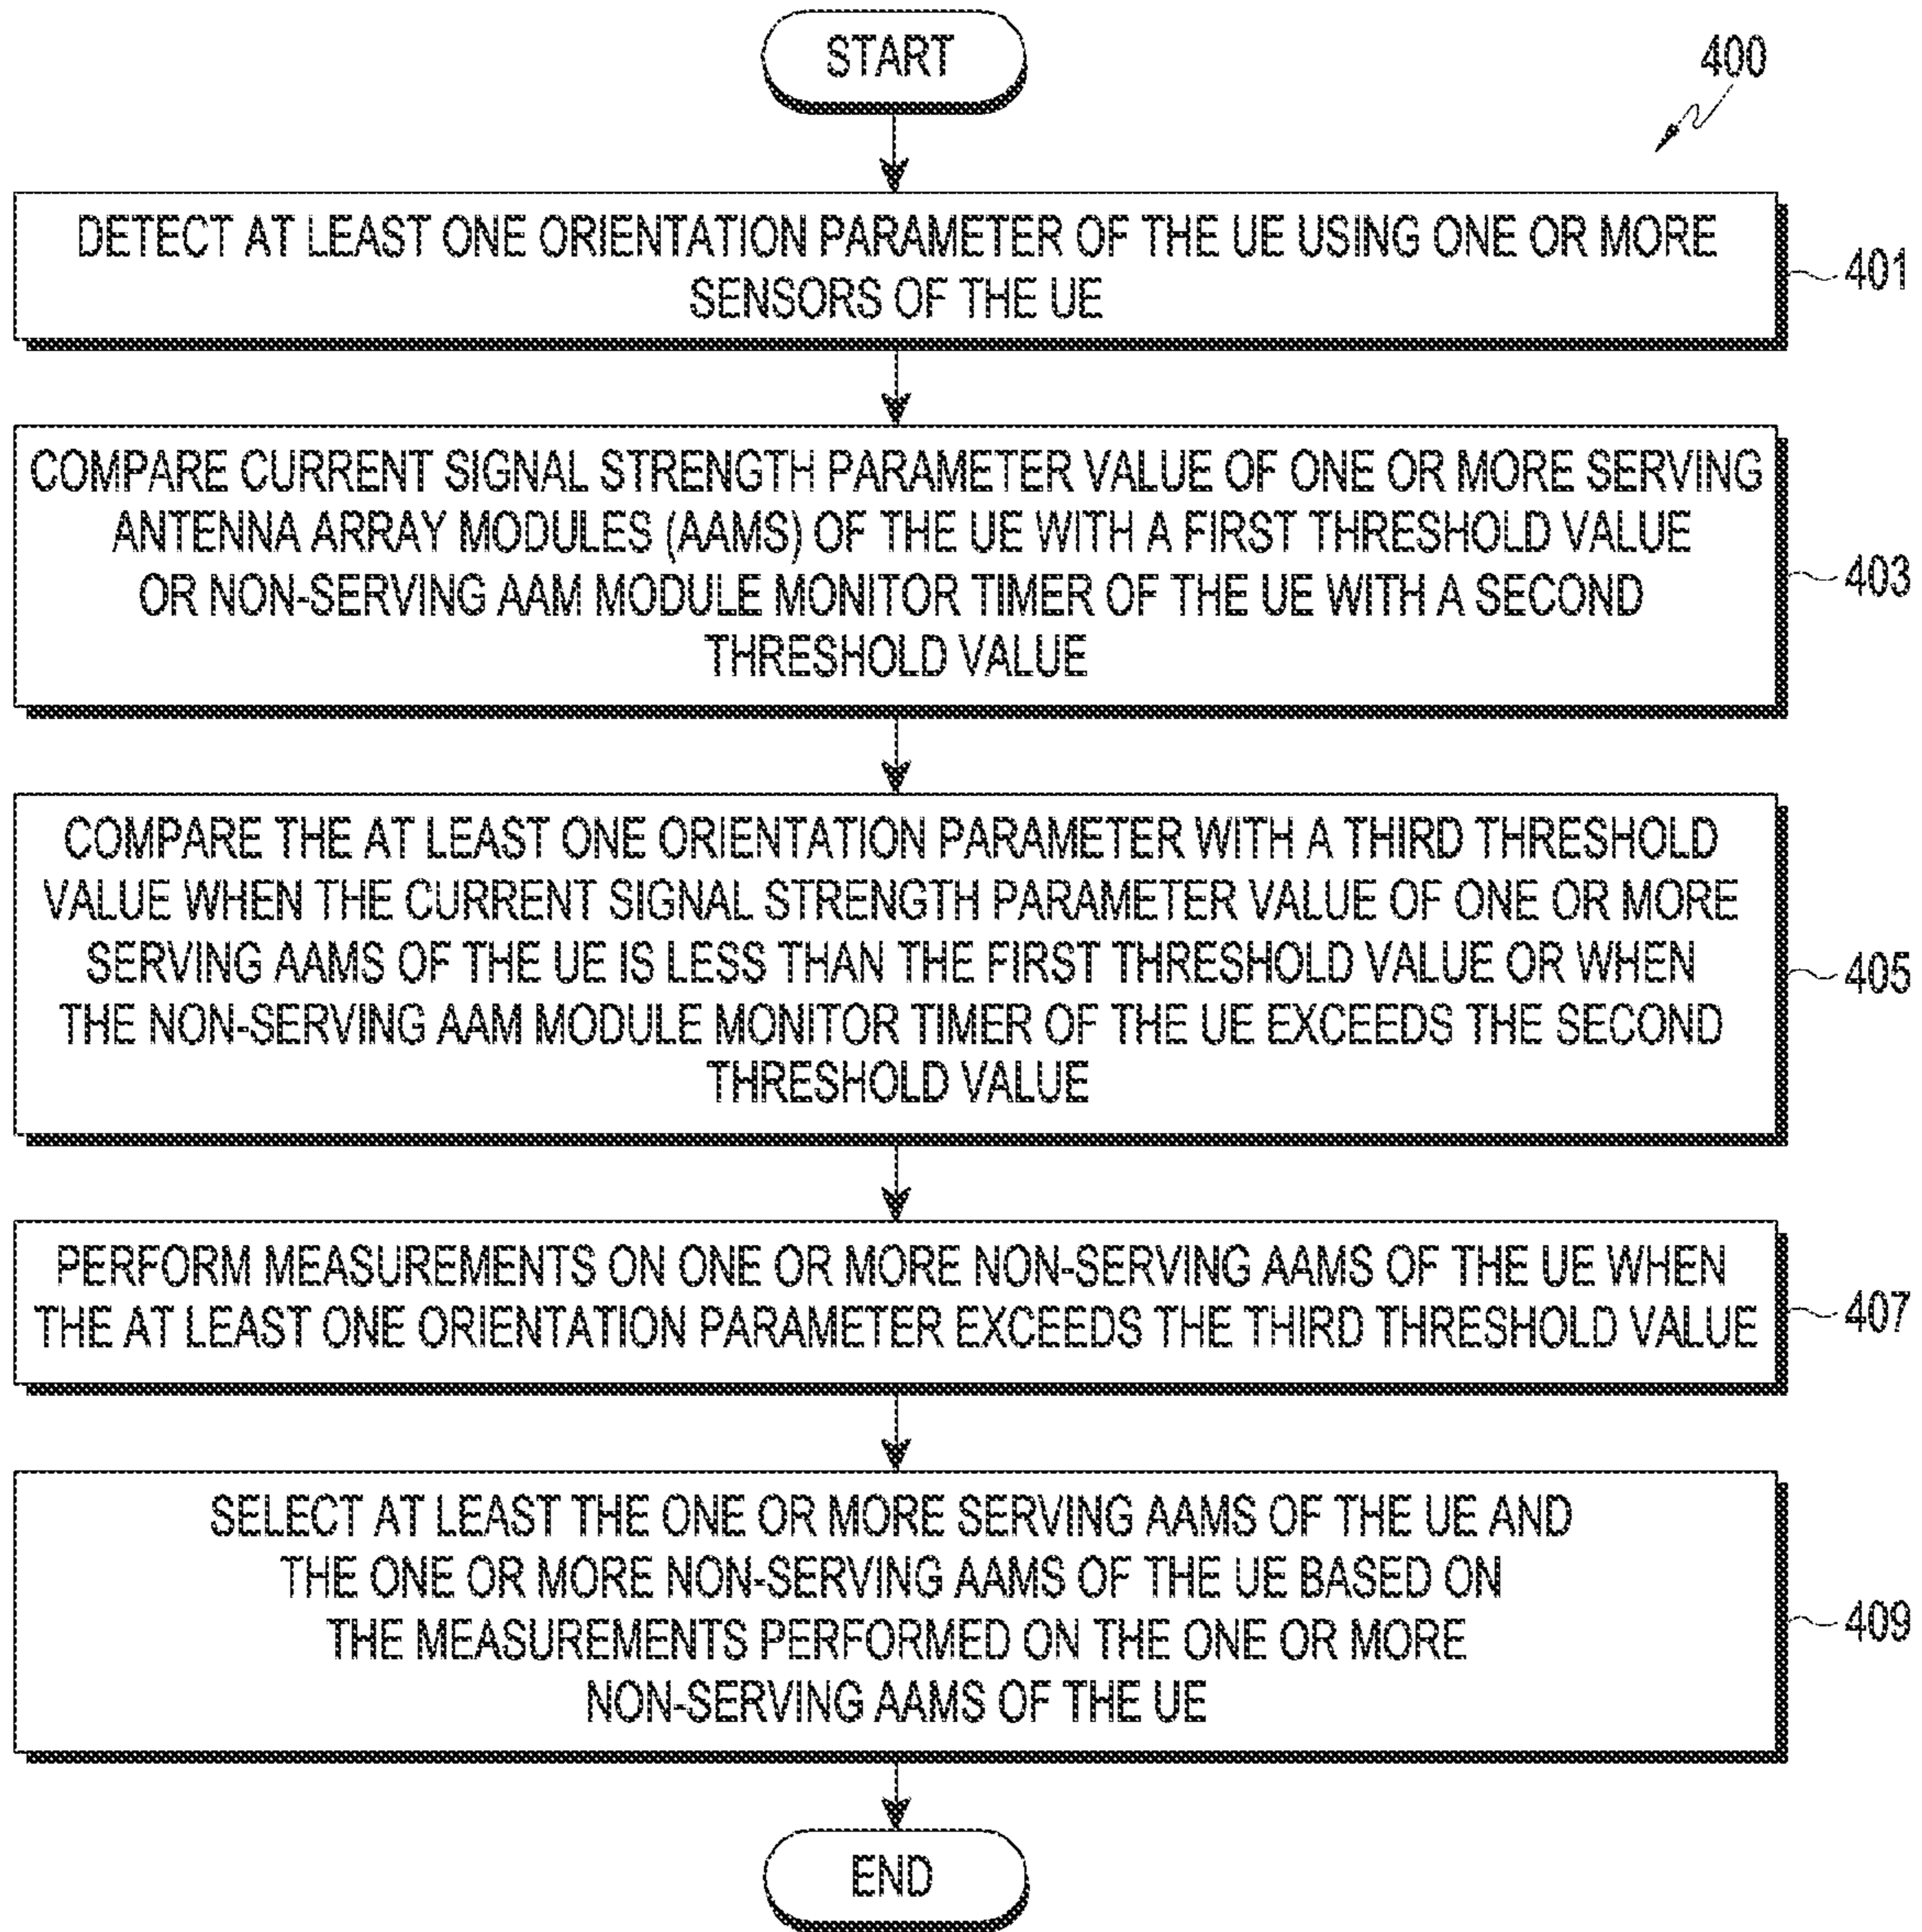 START
400
DETECT AT LEAST ONE ORIENTATION PARAMETER OF THE UE USING ONE OR MORE
SENSORS OF THE UE
401
COMPARE CURRENT SIGNAL STRENGTH PARAMETER VALUE OF ONE OR MORE SERVING
ANTENNA ARRAY MODULES (AAMS) OF THE UE WITH A FIRST THRESHOLD VALUE
OR NON-SERVING AAM MODULE MONITOR TIMER OF THE UE WITH A SECOND
THRESHOLD VALUE
403
COMPARE THE AT LEAST ONE ORIENTATION PARAMETER WITH A THIRD THRESHOLD
VALUE WHEN THE CURRENT SIGNAL STRENGTH PARAMETER VALUE OF ONE OR MORE
SERVING AAMS OF THE UE IS LESS THAN THE FIRST THRESHOLD VALUE OR WHEN
THE NON-SERVING AAM MODULE MONITOR TIMER OF THE UE EXCEEDS THE SECOND
THRESHOLD VALUE
405
PERFORM MEASUREMENTS ON ONE OR MORE NON-SERVING AAMS OF THE UE WHEN
THE AT LEAST ONE ORIENTATION PARAMETER EXCEEDS THE THIRD THRESHOLD VALUE
407
SELECT AT LEAST THE ONE OR MORE SERVING AAMS OF THE UE AND
THE ONE OR MORE NON-SERVING AAMS OF THE UE BASED ON
THE MEASUREMENTS PERFORMED ON THE ONE OR MORE
NON-SERVING AAMS OF THE UE
409
END